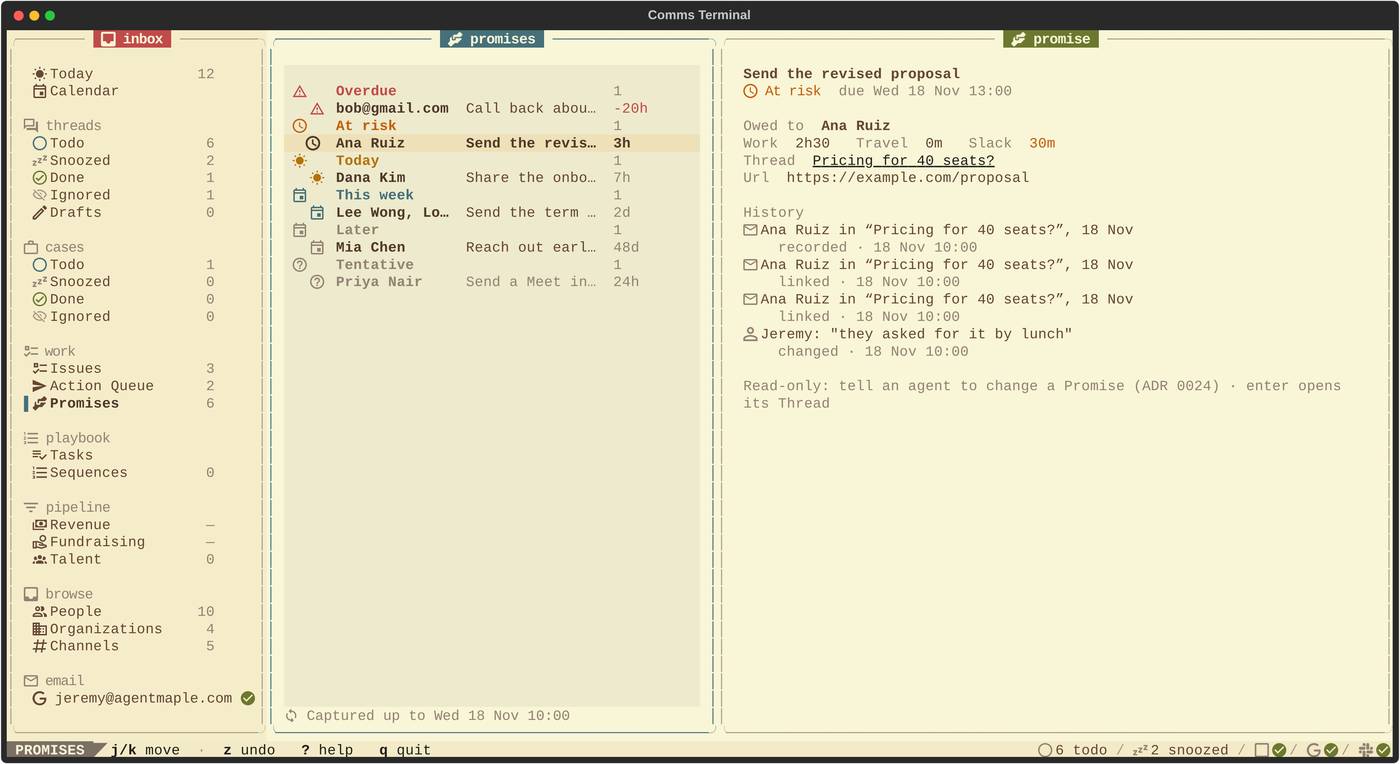 Comms Terminal
inbox
Today 12
Calendar
threads
Todo 6
Snoozed 2
Done 1
Ignored 1
Drafts 0
cases
Todo 1
Snoozed 0
Done 0
Ignored 0
work
Issues 3
Action Queue 2
Promises 6
playbook
Tasks
Sequences 0
pipeline
Revenue —
Fundraising —
Talent 0
browse
People 10
Organizations 4
Channels 5
email
jeremy@agentmaple.com
promises
Overdue 1
bob@gmail.com Call back abou… -20h
At risk 1
Ana Ruiz Send the revis… 3h
Today 1
Dana Kim Share the onbo… 7h
This week 1
Lee Wong, Lo… Send the term … 2d
Later 1
Mia Chen Reach out earl… 48d
Tentative 1
Priya Nair Send a Meet in… 24h
Captured up to Wed 18 Nov 10:00
promise
Send the revised proposal
At risk due Wed 18 Nov 13:00
Owed to Ana Ruiz
Work 2h30 Travel 0m Slack 30m
Thread Pricing for 40 seats?
Url https://example.com/proposal
History
Ana Ruiz in “Pricing for 40 seats?”, 18 Nov
recorded · 18 Nov 10:00
Ana Ruiz in “Pricing for 40 seats?”, 18 Nov
linked · 18 Nov 10:00
Ana Ruiz in “Pricing for 40 seats?”, 18 Nov
linked · 18 Nov 10:00
Jeremy: "they asked for it by lunch"
changed · 18 Nov 10:00
Read-only: tell an agent to change a Promise (ADR 0024) · enter opens
its Thread
PROMISES j/k move · z undo ? help q quit
6 todo / zzz 2 snoozed / / G /